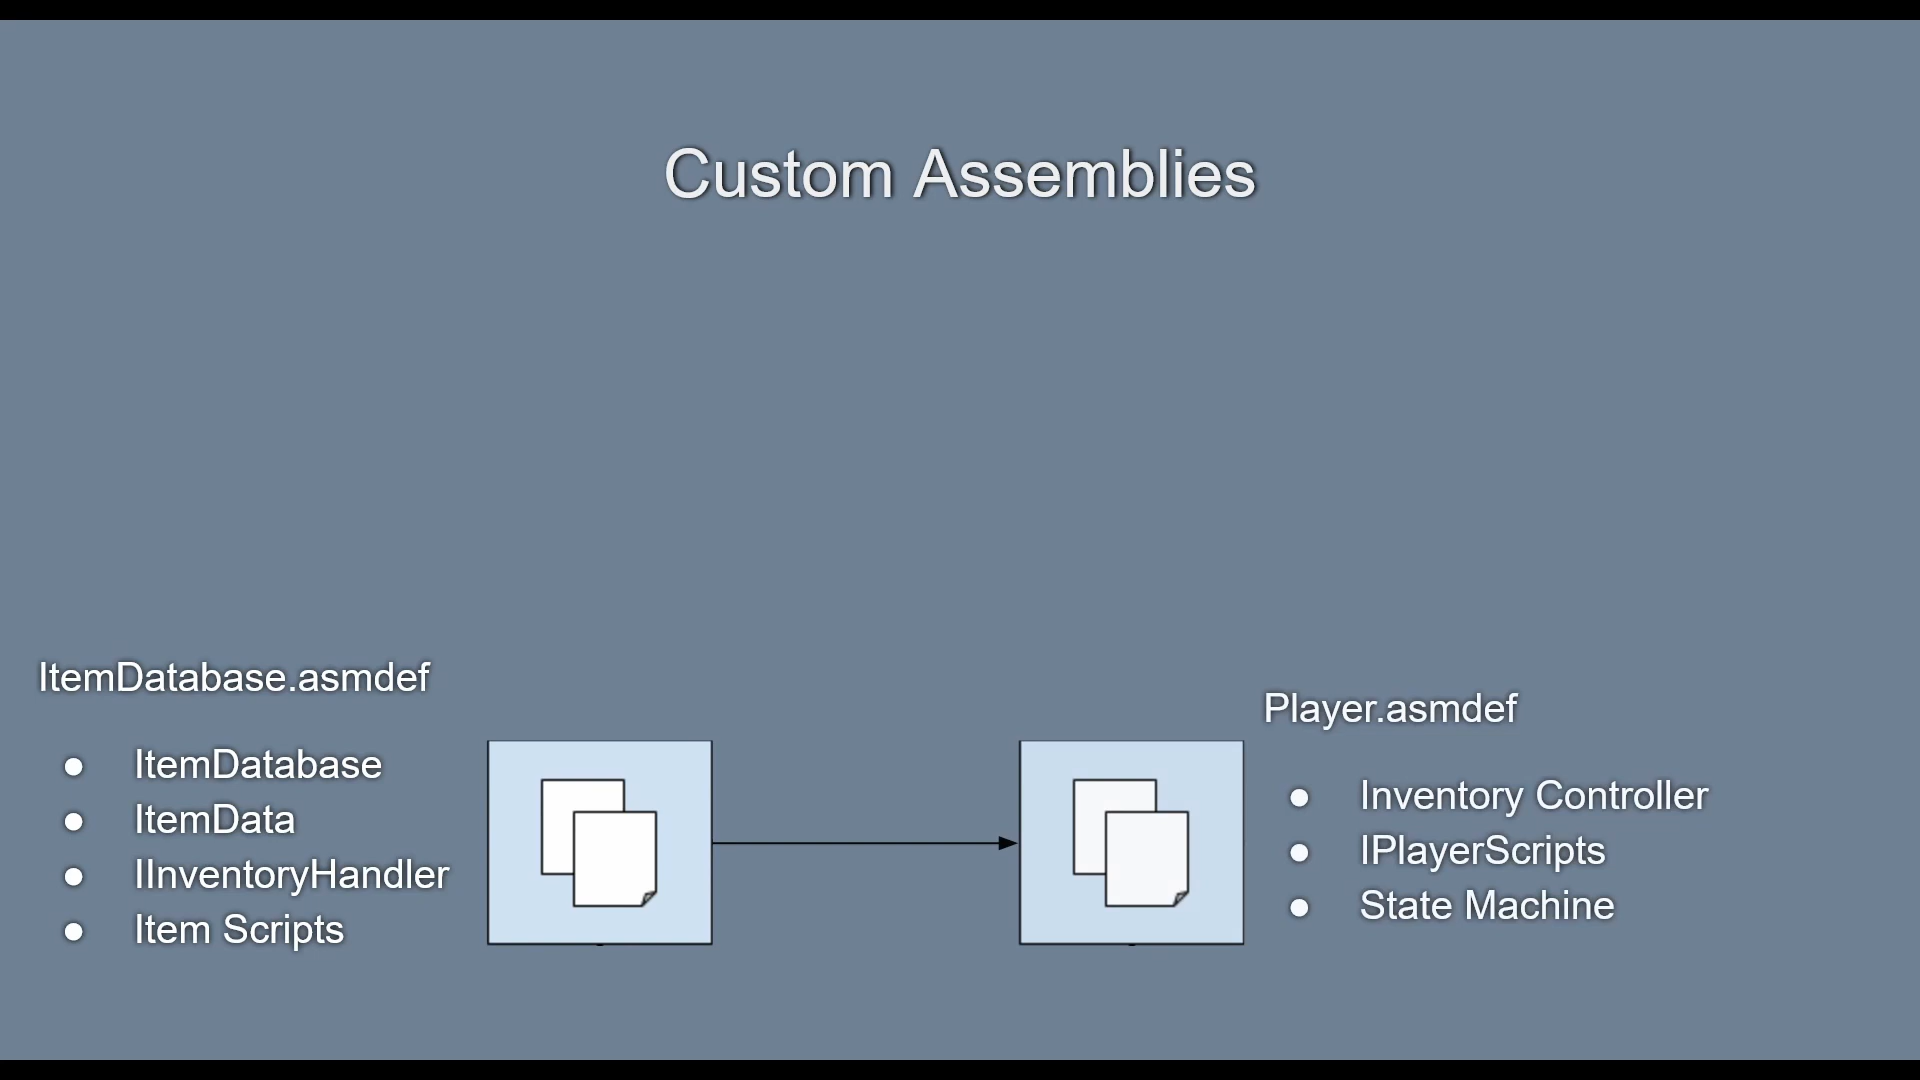 Custom Assemblies
ItemDatabase.asmdef
● ItemDatabase
● ItemData
● IInventoryHandler
● Item Scripts
Player.asmdef
● Inventory Controller
● IPlayerScripts
● State Machine